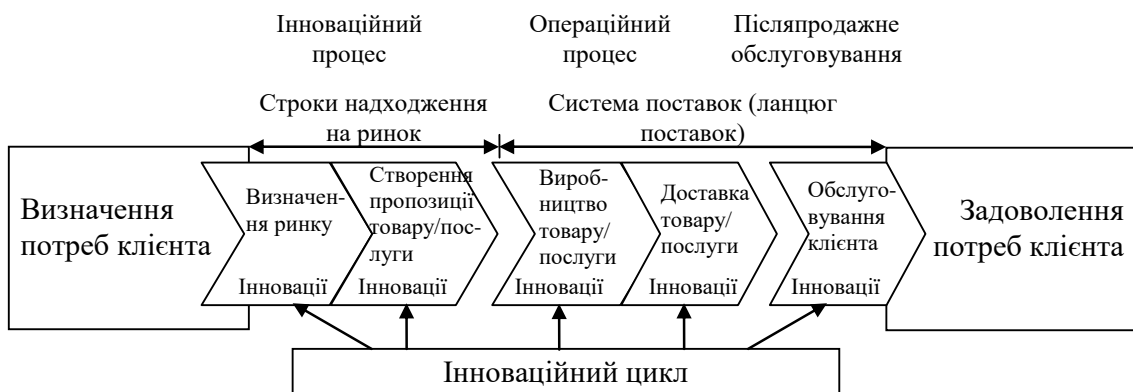 Інноваційний
процес
Операційний
процес
Післяпродажне
обслуговування
Строки надходження
на ринок
Система поставок (ланцюг
поставок)
Визначення
потреб клієнта
Визначен-
ня ринку
Інновації
Створення
пропозиції
товару/пос-
луги
Інновації
Вироб-
ництво
товару/
послуги
Інновації
Доставка
товару/
послуги
Інновації
Обслуго-
вування
клієнта
Інновації
Задоволення
потреб клієнта
Інноваційний цикл